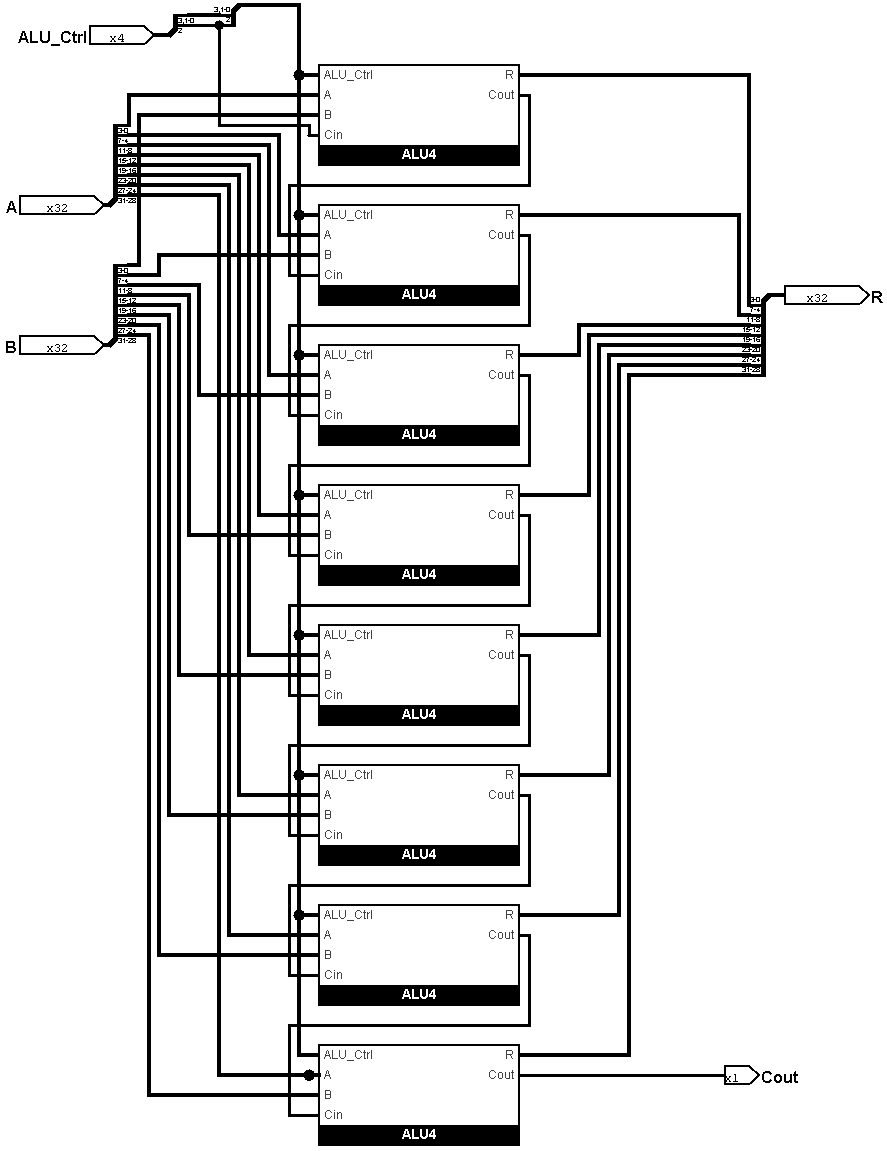 3,1-0
3,1-0
2
2
ALU_Ctrl
x4
ALU_Ctrl
R
A
Cout
B
Cin
ALU4
3-0
7-4
11-8
15-12
19-16
23-20
27-24
31-28
A
x32
ALU_Ctrl
R
A
Cout
B
Cin
ALU4
3-0
7-4
11-8
15-12
19-16
23-20
27-24
31-28
B
x32
3-0
7-4
11-8
15-12
19-16
23-20
27-24
31-28
x32
R
ALU_Ctrl
R
A
Cout
B
Cin
ALU4
ALU_Ctrl
R
A
Cout
B
Cin
ALU4
ALU_Ctrl
R
A
Cout
B
Cin
ALU4
ALU_Ctrl
R
A
Cout
B
Cin
ALU4
ALU_Ctrl
R
A
Cout
B
Cin
ALU4
ALU_Ctrl
R
A
Cout
B
Cin
ALU4
x1
Cout